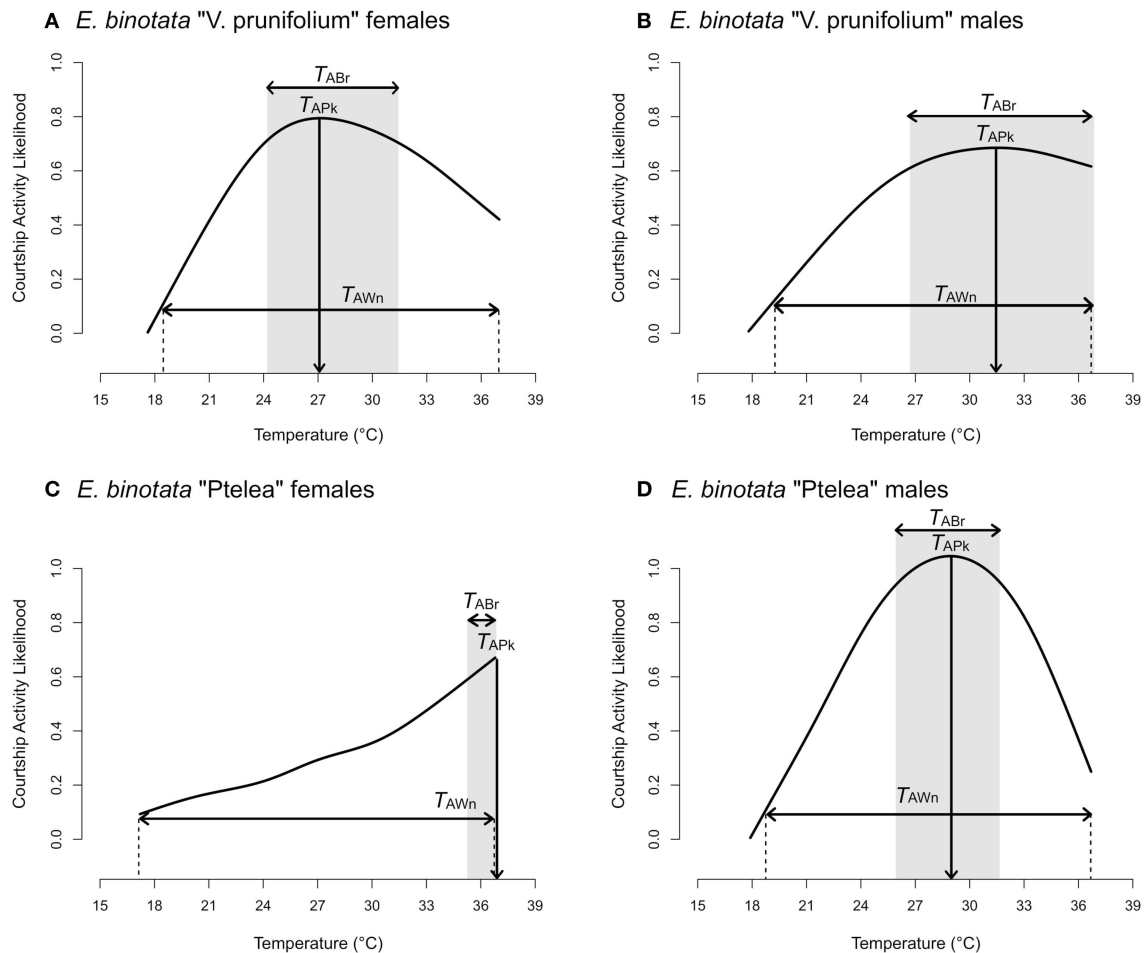 A E. binotata "V. prunifolium" females
Courtship Activity Likelihood
1.0
0.8
0.6
0.4
0.2
0.0
TABr
TAPk
TAWn
15 18 21 24 27 30 33 36 39
Temperature (°C)
B E. binotata "V. prunifolium" males
Courtship Activity Likelihood
1.0
0.8
0.6
0.4
0.2
0.0
TABr
TAPk
TAWn
15 18 21 24 27 30 33 36 39
Temperature (°C)
C E. binotata "Ptelea" females
Courtship Activity Likelihood
1.0
0.8
0.6
0.4
0.2
0.0
TABr
TAPk
TAWn
15 18 21 24 27 30 33 36 39
Temperature (°C)
D E. binotata "Ptelea" males
Courtship Activity Likelihood
1.0
0.8
0.6
0.4
0.2
0.0
TABr
TAPk
TAWn
15 18 21 24 27 30 33 36 39
Temperature (°C)